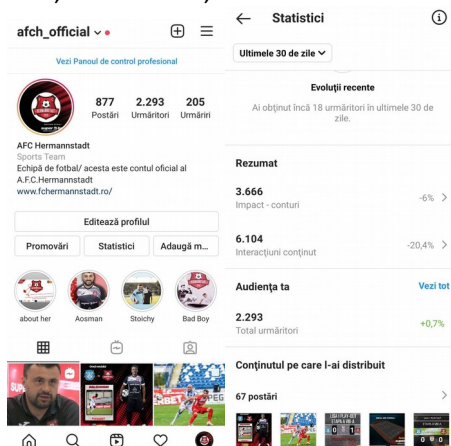 afch_official
Vezi Panoul de control profesional
877
2.293
205
Postări
Urmăritori
Urmăriri
AFC Hermannstadt
Sports Team
Echipă de fotbal/ acesta este contul oficial al
A.F.C.Hermannstadt
www.fchermannstadt.ro/
Editează profilul
Promovări
Statistici
Adaugă m...
about her
Aosman
Stoichy
Bad Boy
Statistici
Ultimele 30 de zile
Evoluții recente
Ai obținut încă 18 urmăritori în ultimele 30 de
zile.
Rezumat
3.666
Impact - conturi
-6%
6.104
Interacțiuni conținut
-20,4%
Audiența ta
Vezi tot
2.293
Total urmăritori
+0,7%
Conținutul pe care l-ai distribuit
67 postări